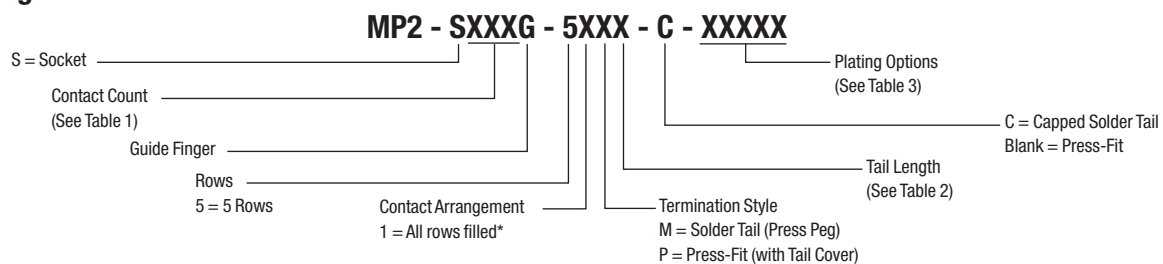 MP2 - SXXXG - 5XXX - C - XXXXX
S = Socket
Contact Count
(See Table 1)
Guide Finger
Rows
5 = 5 Rows
Contact Arrangement
1 = All rows filled*
Termination Style
M = Solder Tail (Press Peg)
P = Press-Fit (with Tail Cover)
Tail Length
(See Table 2)
C = Capped Solder Tail
Blank = Press-Fit
Plating Options
(See Table 3)